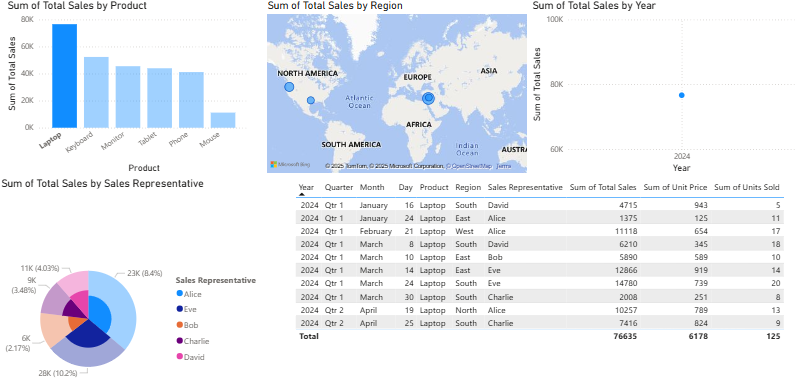 Sum of Total Sales by Product
Sum of Total Sales
80K
60K
40K
20K
0K
Laptop
Keyboard
Monitor
Tablet
Phone
Mouse
Product
Sum of Total Sales by Region
NORTH AMERICA
EUROPE
ASIA
Atlantic
Ocean
AFRICA
SOUTH AMERICA
Indian
Ocean
AUSTRA
Microsoft Bing
© 2025 TomTom, © 2025 Microsoft Corporation, © OpenStreetMap Terms
Sum of Total Sales by Year
Sum of Total Sales
100K
80K
60K
2024
Year
Sum of Total Sales by Sales Representative
11K (4.03%)
9K
(3.48%)
6K
(2.17%)
28K (10.2%)
23K (8.4%)
Sales Representative
Alice
Eve
Bob
Charlie
David
Year Quarter Month Day Product Region Sales Representative Sum of Total Sales Sum of Unit Price Sum of Units Sold
2024 Qtr 1 January 16 Laptop South David 4715 943 5
2024 Qtr 1 January 24 Laptop East Alice 1375 125 11
2024 Qtr 1 February 21 Laptop West Alice 11118 654 17
2024 Qtr 1 March 8 Laptop South David 6210 345 18
2024 Qtr 1 March 10 Laptop East Bob 5890 589 10
2024 Qtr 1 March 14 Laptop East Eve 12866 919 14
2024 Qtr 1 March 24 Laptop South Eve 14780 739 20
2024 Qtr 1 March 30 Laptop South Charlie 2008 251 8
2024 Qtr 2 April 19 Laptop North Alice 10257 789 13
2024 Qtr 2 April 25 Laptop South Charlie 7416 824 9
Total 76635 6178 125